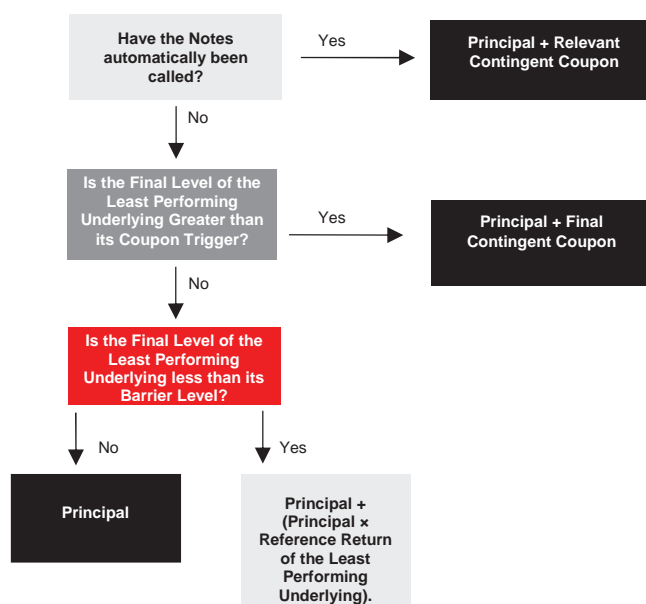 Have the Notes
automatically been
called?
Yes
Principal + Relevant
Contingent Coupon
No
Is the Final Level of the
Least Performing
Underlying Greater than
its Coupon Trigger?
Yes
Principal + Final
Contingent Coupon
No
Is the Final Level of the
Least Performing
Underlying less than its
Barrier Level?
No
Yes
Principal
Principal +
(Principal ×
Reference Return
of the Least
Performing
Underlying).